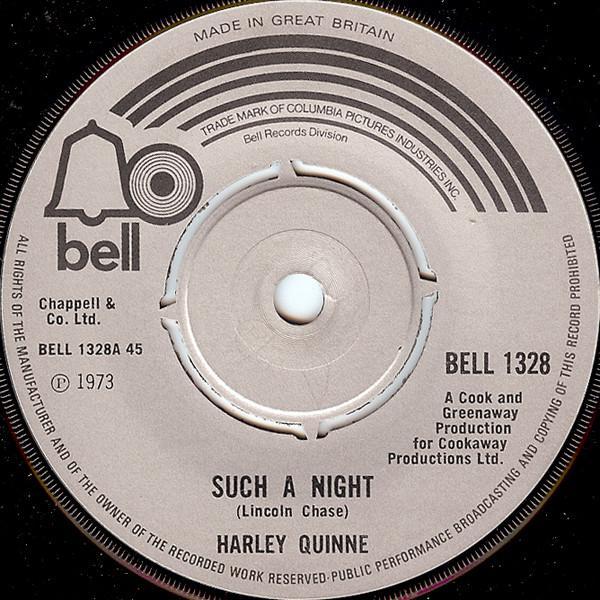 MADE IN GREAT BRITAIN
TRADE MARK OF COLUMBIA PICTURES INDUSTRIES INC.
Bell Records Division
bell
Chappell &
Co. Ltd.
BELL 1328A 45
Ⓟ 1973
BELL 1328
A Cook and
Greenaway
Production
for Cookaway
Productions Ltd.
SUCH A NIGHT
(Lincoln Chase)
HARLEY QUINNE
ALL RIGHTS OF THE MANUFACTURER AND OF THE OWNER OF THE RECORDED WORK RESERVED·PUBLIC PERFORMANCE BROADCASTING AND COPYING OF THIS RECORD PROHIBITED